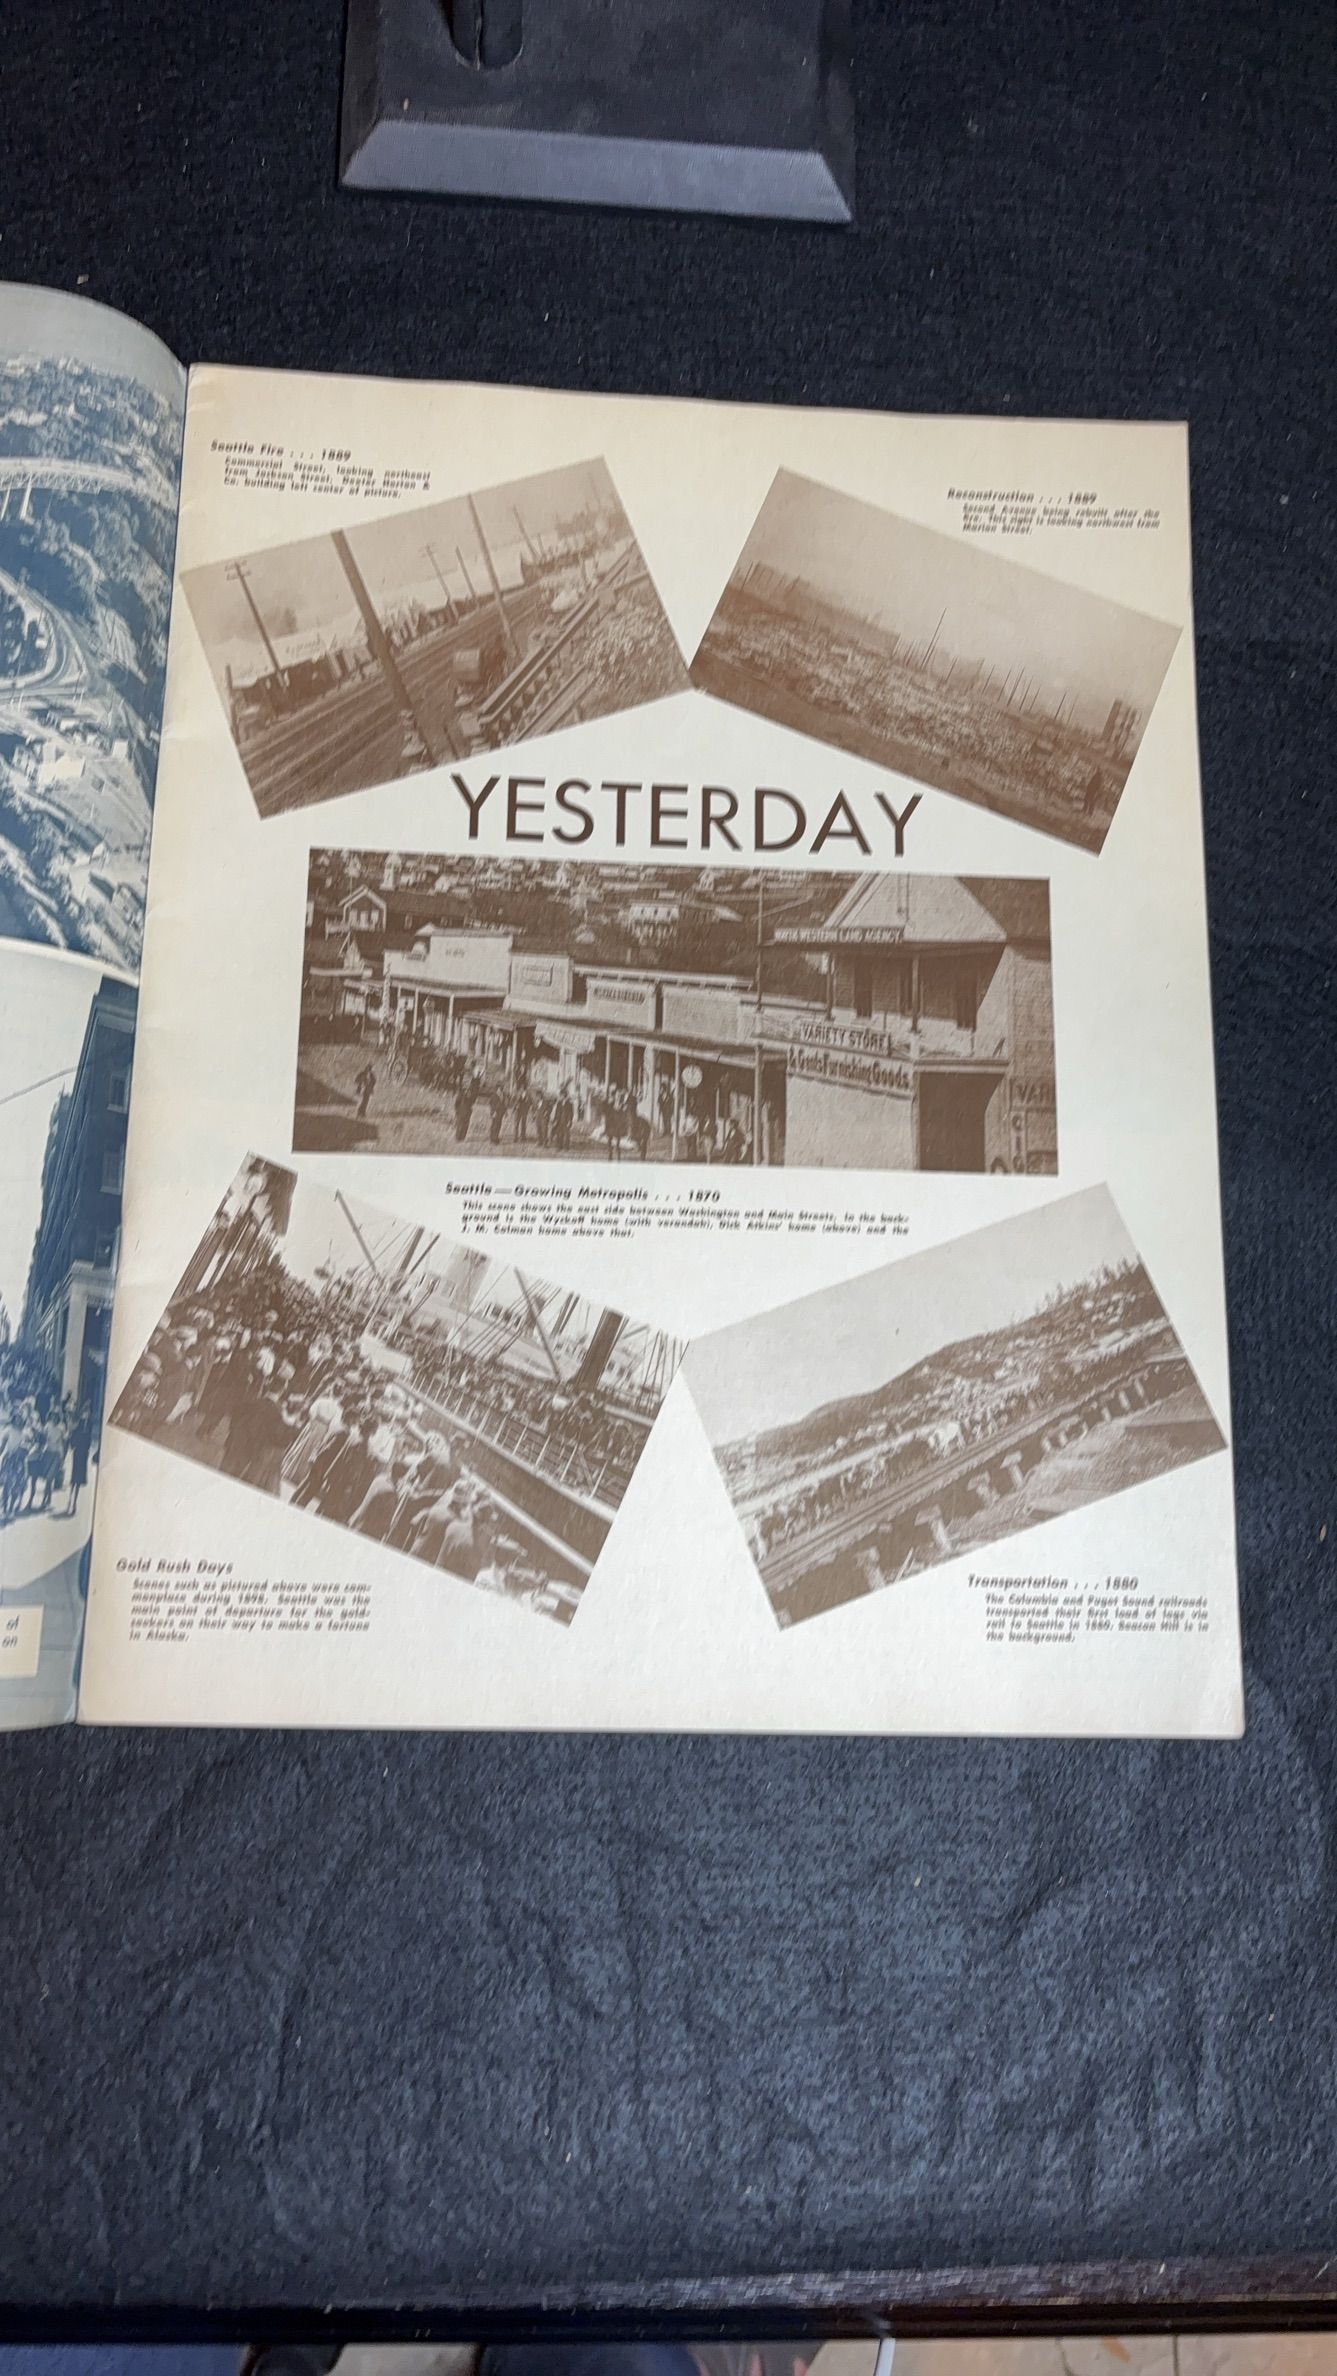 Seattle Fire . . . 1889
Commercial Street, looking northeast
from Jackson Street. Dexter Horton &
Co. building left center of picture.
Reconstruction . . . 1889
Second Avenue being rebuilt after the
fire. This sight is looking northwest from
Marion Street.
YESTERDAY
NORTH WESTERN LAND AGENCY
VARIETY STORE
& Gents Furnishing Goods
VAR
Seattle — Growing Metropolis . . . 1870
This scene shows the east side between Washington and Main Streets. In the back-
ground is the Wyckoff home (with verandah), Dick Atkins' home (above) and the
J. M. Colman home above that.
Gold Rush Days
Scenes such as pictured above were com-
monplace during 1898. Seattle was the
main point of departure for the gold-
seekers on their way to make a fortune
in Alaska.
Transportation . . . 1880
The Columbia and Puget Sound railroads
transported their first load of logs via
rail to Seattle in 1880. Beacon Hill is in
the background.
of
on